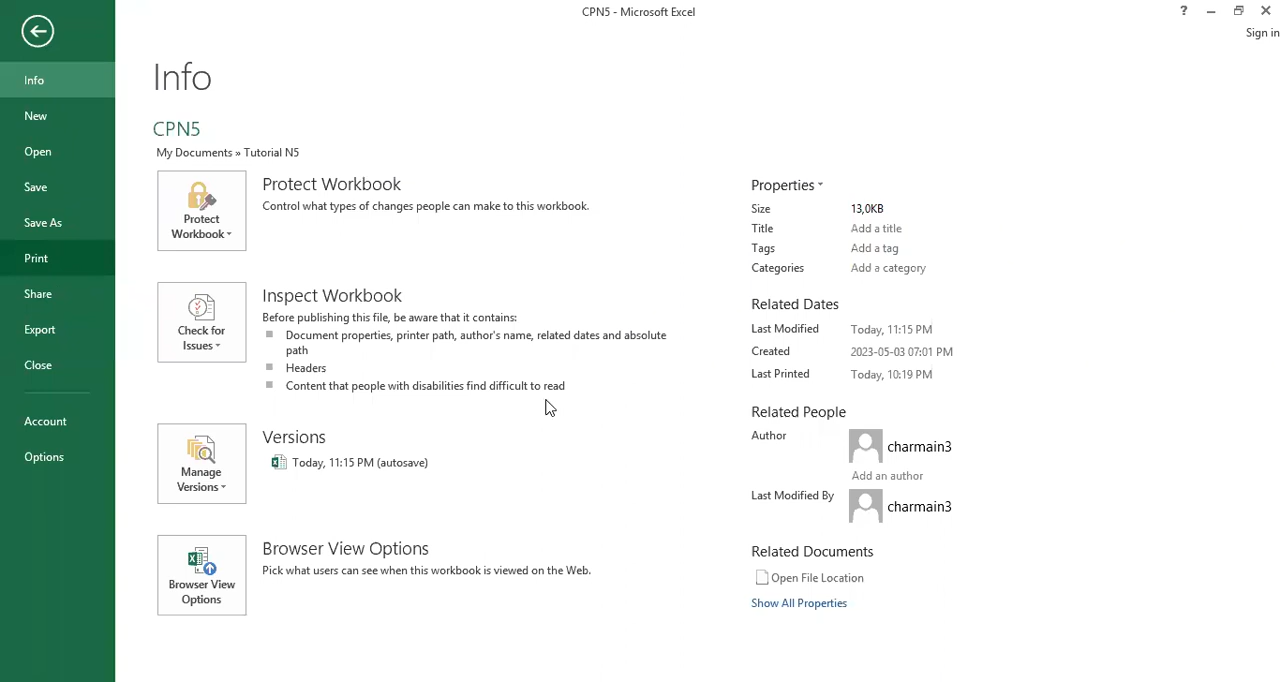 CPN5 - Microsoft Excel
?
Sign in
Info
New
Open
Save
Save As
Print
Share
Export
Close
Account
Options
Info
CPN5
My Documents » Tutorial N5
Protect
Workbook
Protect Workbook
Control what types of changes people can make to this workbook.
Check for
Issues
Inspect Workbook
Before publishing this file, be aware that it contains:
Document properties, printer path, author's name, related dates and absolute
path
Headers
Content that people with disabilities find difficult to read
Manage
Versions
Versions
Today, 11:15 PM (autosave)
Browser View
Options
Browser View Options
Pick what users can see when this workbook is viewed on the Web.
Properties
Size 13,0KB
Title Add a title
Tags Add a tag
Categories Add a category
Related Dates
Last Modified Today, 11:15 PM
Created 2023-05-03 07:01 PM
Last Printed Today, 10:19 PM
Related People
Author charmain3
Add an author
Last Modified By charmain3
Related Documents
Open File Location
Show All Properties